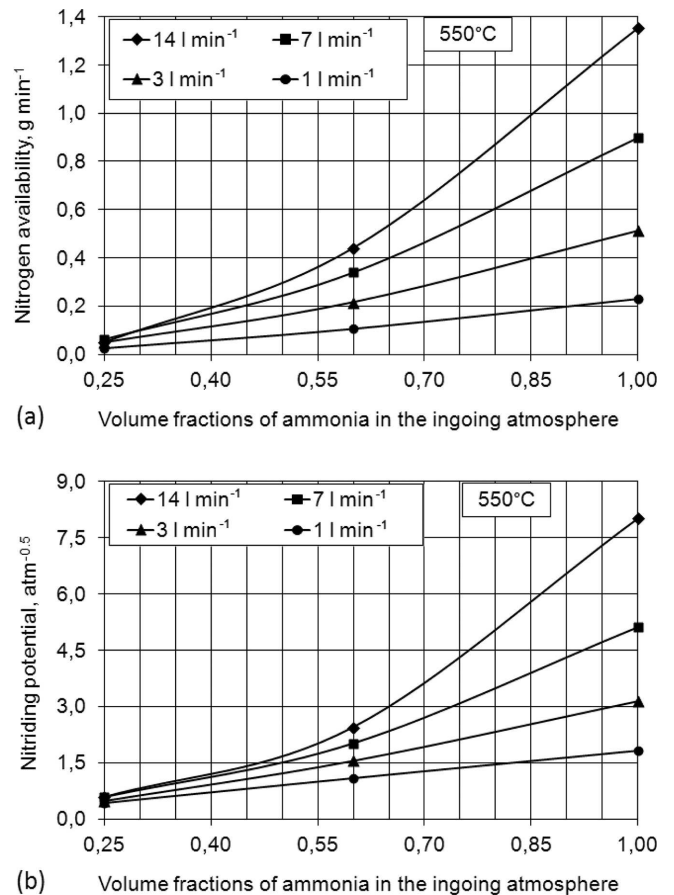 1,4
1,2
1,0
0,8
0,6
0,4
0,2
0,0
Nitrogen availability, g min⁻¹
14 l min⁻¹ 7 l min⁻¹
3 l min⁻¹ 1 l min⁻¹
550°C
0,25 0,40 0,55 0,70 0,85 1,00
(a) Volume fractions of ammonia in the ingoing atmosphere
9,0
7,5
6,0
4,5
3,0
1,5
0,0
Nitriding potential, atm⁻⁰·⁵
14 l min⁻¹ 7 l min⁻¹
3 l min⁻¹ 1 l min⁻¹
550°C
0,25 0,40 0,55 0,70 0,85 1,00
(b) Volume fractions of ammonia in the ingoing atmosphere